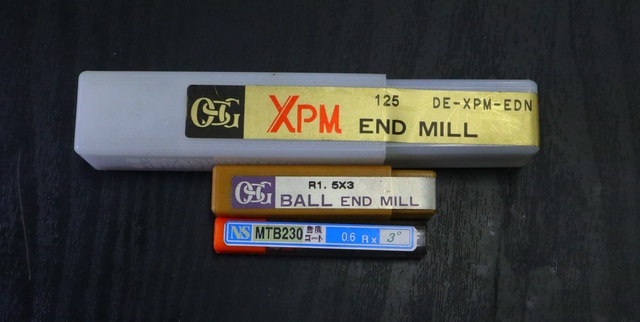 OSG XPM 125 DE-XPM-EDN
END MILL
OSG R1.5X3
BALL END MILL
NS MTB230 無限コート 0.6 R x 3°